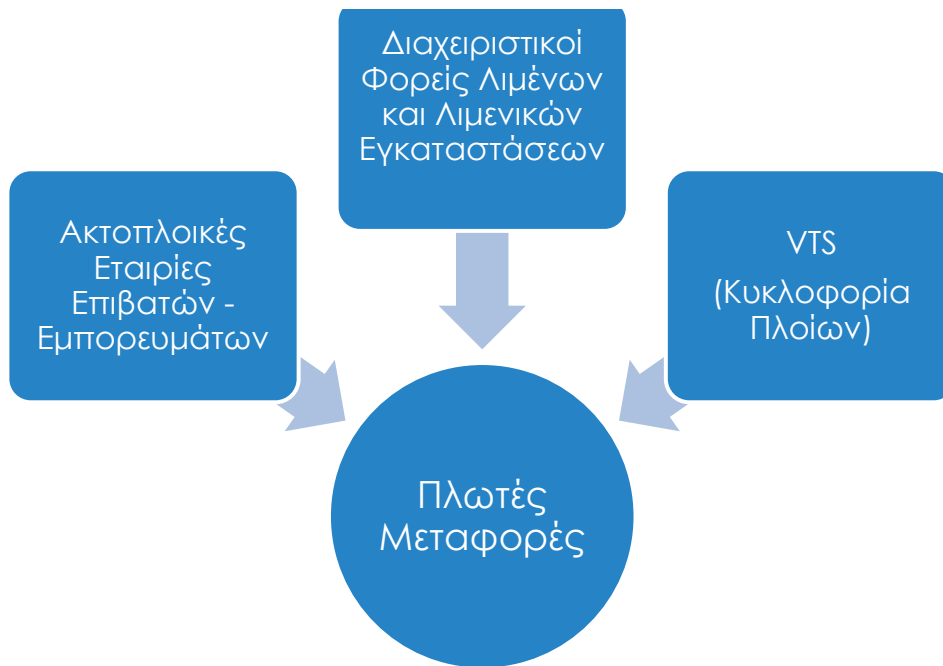 Διαχειριστικοί
Φορείς Λιμένων
και Λιμενικών
Εγκαταστάσεων
Ακτοπλοικές
Εταιρίες
Επιβατών -
Εμπορευμάτων
VTS
(Κυκλοφορία
Πλοίων)
Πλωτές
Μεταφορές